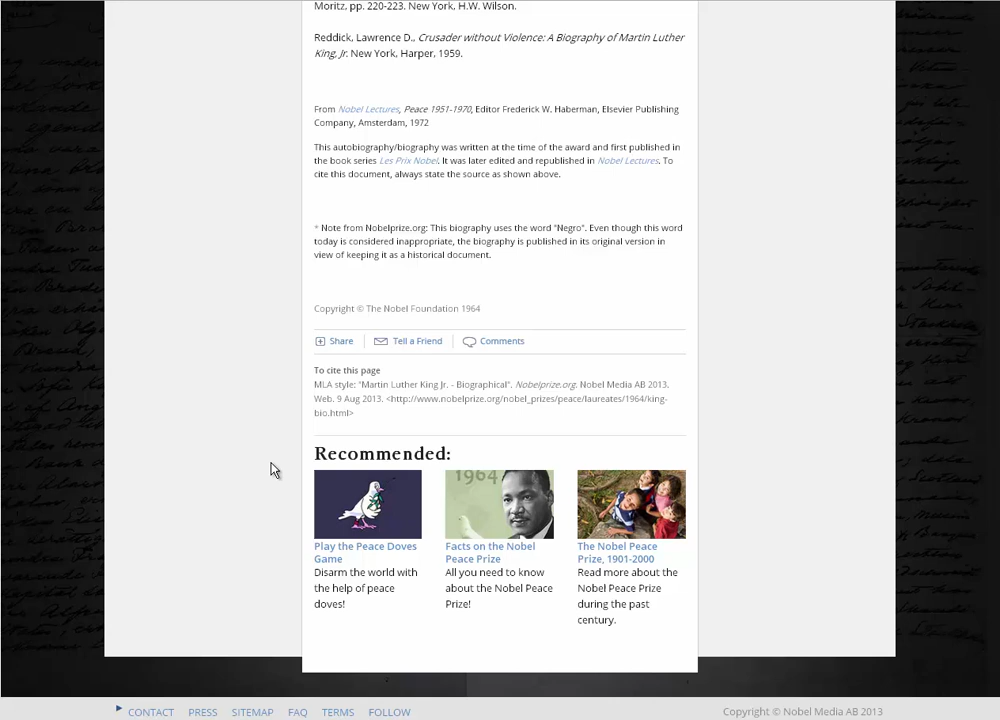 Moritz, pp. 220-223. New York, H.W. Wilson.
Reddick, Lawrence D., Crusader without Violence: A Biography of Martin Luther
King, Jr. New York, Harper, 1959.
From Nobel Lectures, Peace 1951-1970, Editor Frederick W. Haberman, Elsevier Publishing
Company, Amsterdam, 1972
This autobiography/biography was written at the time of the award and first published in
the book series Les Prix Nobel. It was later edited and republished in Nobel Lectures. To
cite this document, always state the source as shown above.
* Note from Nobelprize.org: This biography uses the word "Negro". Even though this word
today is considered inappropriate, the biography is published in its original version in
view of keeping it as a historical document.
Copyright © The Nobel Foundation 1964
Share Tell a Friend Comments
To cite this page
MLA style: "Martin Luther King Jr. - Biographical". Nobelprize.org. Nobel Media AB 2013.
Web. 9 Aug 2013. <http://www.nobelprize.org/nobel_prizes/peace/laureates/1964/king-
bio.html>
Recommended:
1964
Play the Peace Doves
Game
Disarm the world with
the help of peace
doves!
Facts on the Nobel
Peace Prize
All you need to know
about the Nobel Peace
Prize!
The Nobel Peace
Prize, 1901-2000
Read more about the
Nobel Peace Prize
during the past
century.
CONTACT PRESS SITEMAP FAQ TERMS FOLLOW
Copyright © Nobel Media AB 2013